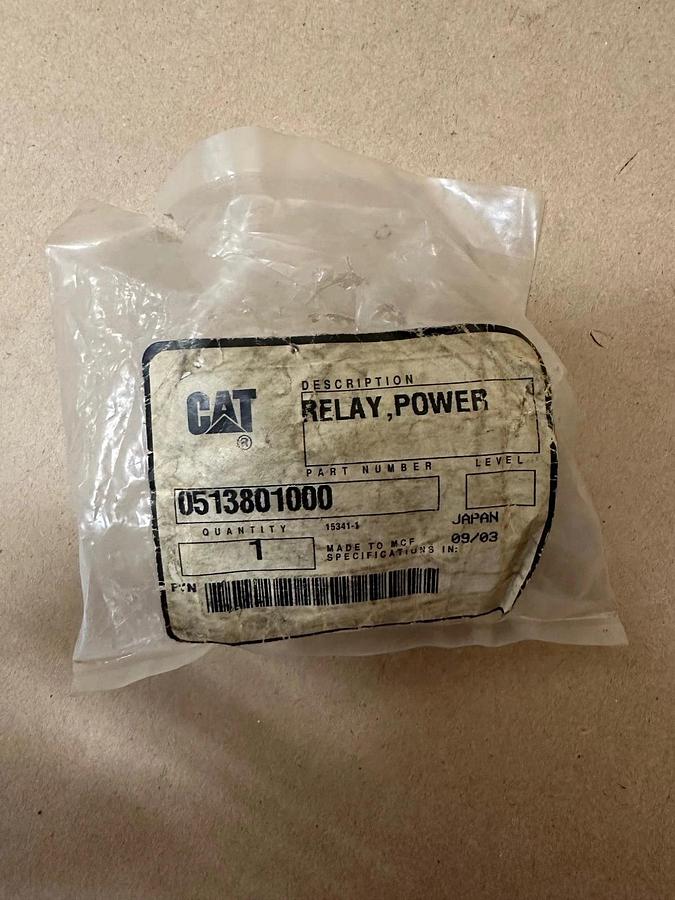 CAT
®
DESCRIPTION
RELAY,POWER
PART NUMBER
LEVEL
0513801000
QUANTITY
15341-1
JAPAN
1
MADE TO MCF
SPECIFICATIONS IN:
09/03
P/N